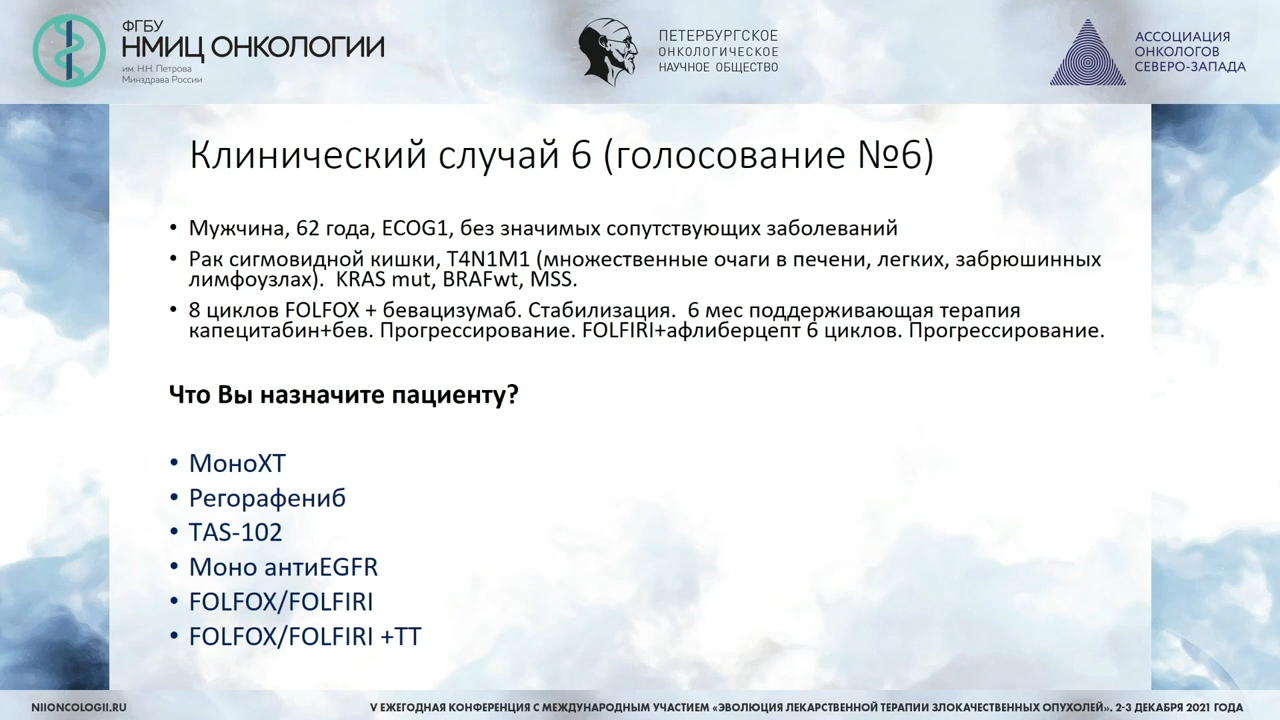 ФГБУ
НМИЦ ОНКОЛОГИИ
им. Н.Н. Петрова
Минздрава России
ПЕТЕРБУРГСКОЕ
ОНКОЛОГИЧЕСКОЕ
НАУЧНОЕ ОБЩЕСТВО
АССОЦИАЦИЯ
ОНКОЛОГОВ
СЕВЕРО-ЗАПАДА
Клинический случай 6 (голосование №6)
• Мужчина, 62 года, ECOG1, без значимых сопутствующих заболеваний
• Рак сигмовидной кишки, T4N1M1 (множественные очаги в печени, легких, забрюшинных
лимфоузлах). KRAS mut, BRAFwt, MSS.
• 8 циклов FOLFOX + бевацизумаб. Стабилизация. 6 мес поддерживающая терапия
капецитабин+бев. Прогрессирование. FOLFIRI+афлиберцепт 6 циклов. Прогрессирование.
Что Вы назначите пациенту?
• МоноХТ
• Регорафениб
• TAS-102
• Моно антиEGFR
• FOLFOX/FOLFIRI
• FOLFOX/FOLFIRI +ТТ
NIIONCOLOGII.RU
V ЕЖЕГОДНАЯ КОНФЕРЕНЦИЯ С МЕЖДУНАРОДНЫМ УЧАСТИЕМ «ЭВОЛЮЦИЯ ЛЕКАРСТВЕННОЙ ТЕРАПИИ ЗЛОКАЧЕСТВЕННЫХ ОПУХОЛЕЙ». 2-3 ДЕКАБРЯ 2021 ГОДА